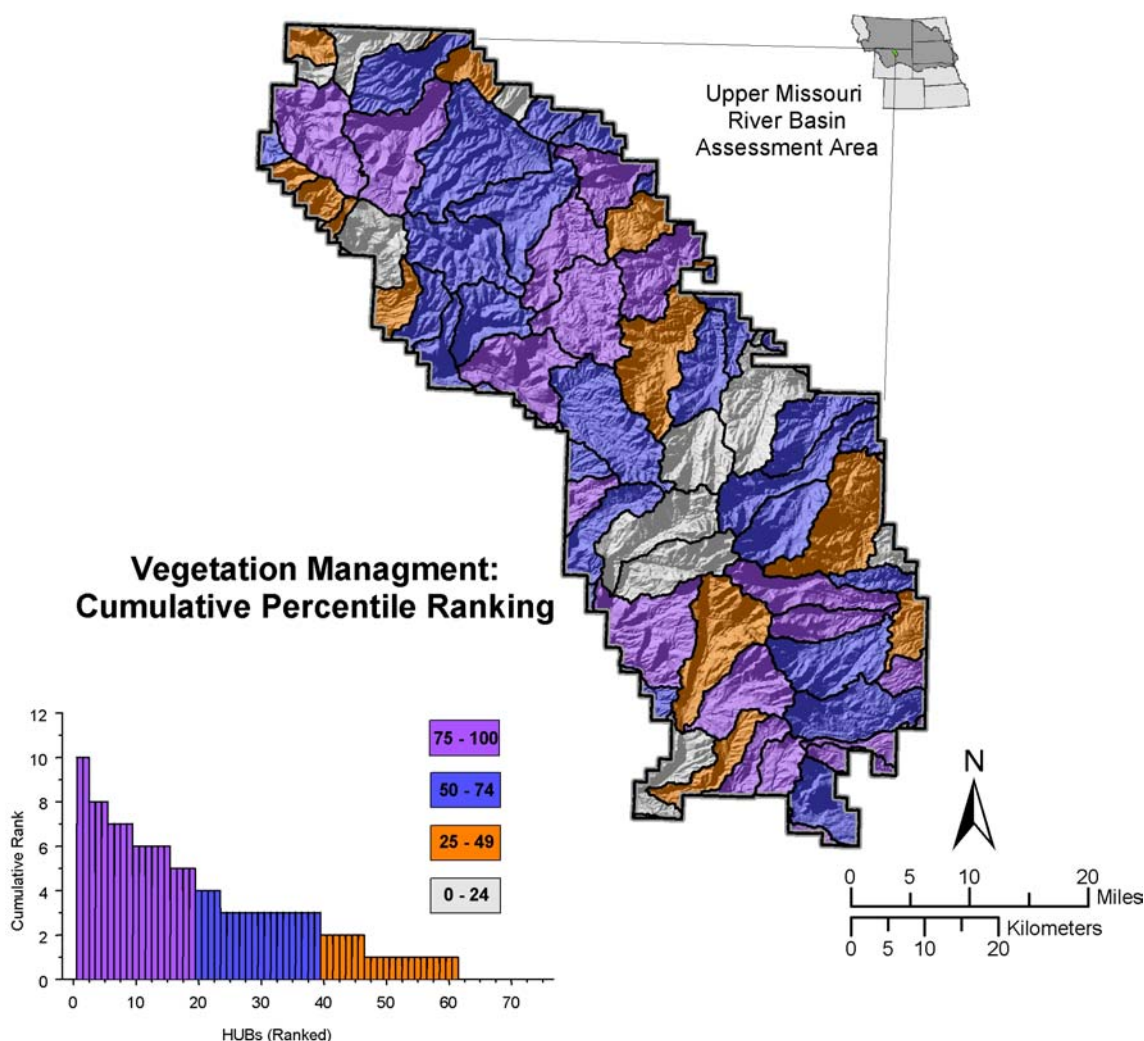 Upper Missouri
River Basin
Assessment Area
Vegetation Managment:
Cumulative Percentile Ranking
12
10
8
6
4
2
0
Cumulative Rank
0 10 20 30 40 50 60 70
HUBs (Ranked)
75 - 100
50 - 74
25 - 49
0 - 24
N
0 5 10 20
Miles
Kilometers
0 5 10 20